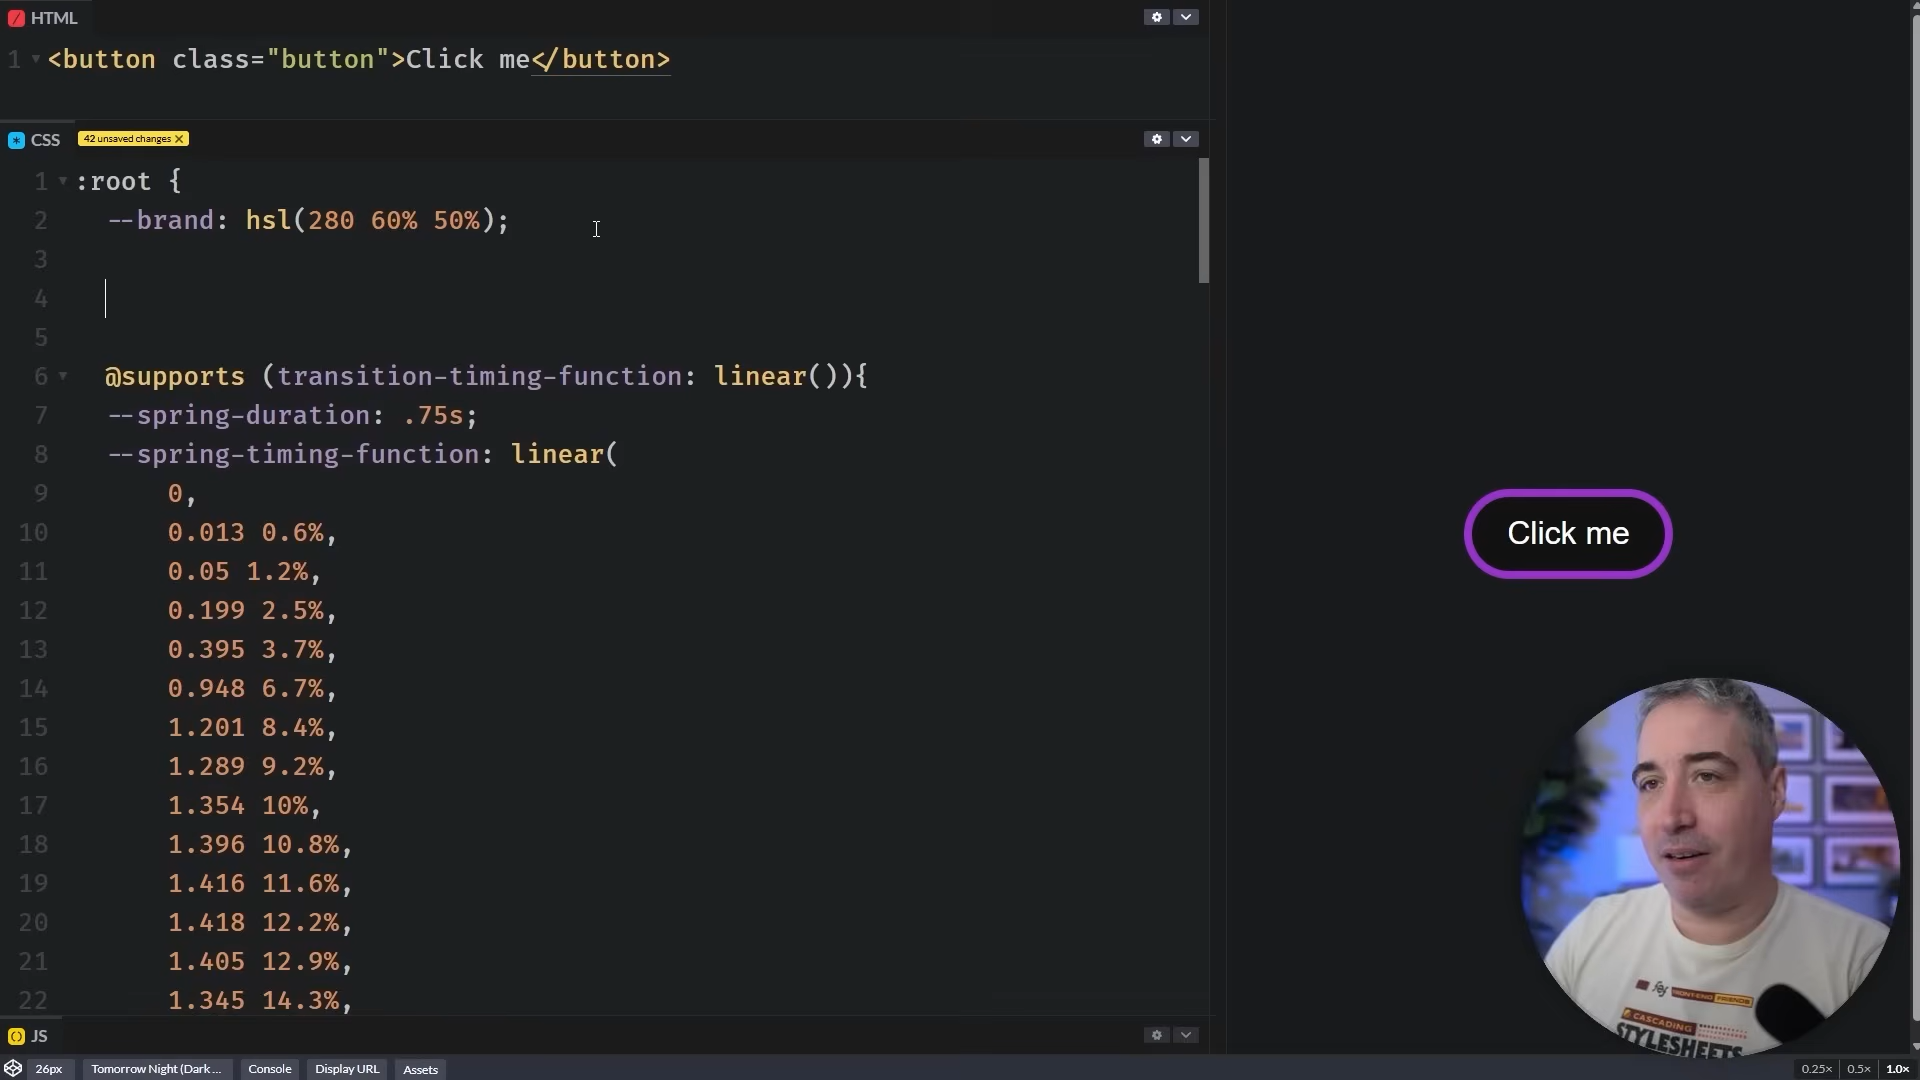 HTML
1 <button class="button">Click me</button>
CSS
42 unsaved changes
1 :root {
2 --brand: hsl(280 60% 50%);
3
4
5
6 @supports (transition-timing-function: linear()){
7 --spring-duration: .75s;
8 --spring-timing-function: linear(
9 0,
10 0.013 0.6%,
11 0.05 1.2%,
12 0.199 2.5%,
13 0.395 3.7%,
14 0.948 6.7%,
15 1.201 8.4%,
16 1.289 9.2%,
17 1.354 10%,
18 1.396 10.8%,
19 1.416 11.6%,
20 1.418 12.2%,
21 1.405 12.9%,
22 1.345 14.3%,
Click me
FRONT-END FRIENDS
CASCADING
STYLESHEETS
JS
26px Tomorrow Night (Dark ... Console Display URL Assets
0.25× 0.5× 1.0×